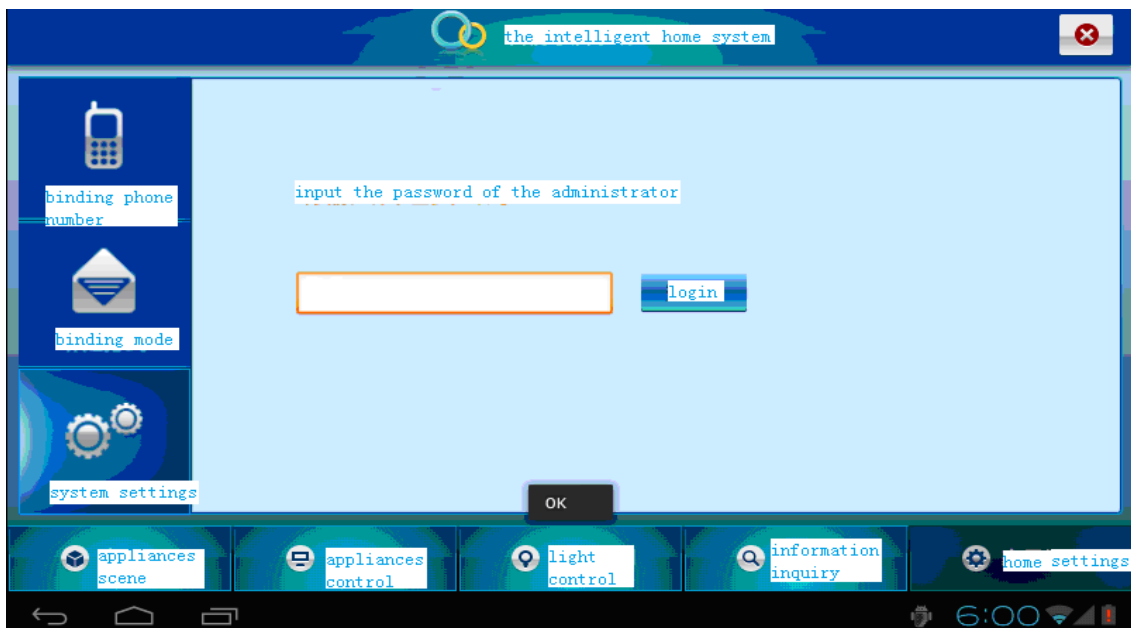 the intelligent home system
binding phone
number
input the password of the administrator
login
binding mode
system settings
OK
appliances
scene
appliances
control
light
control
information
inquiry
home settings
6:00